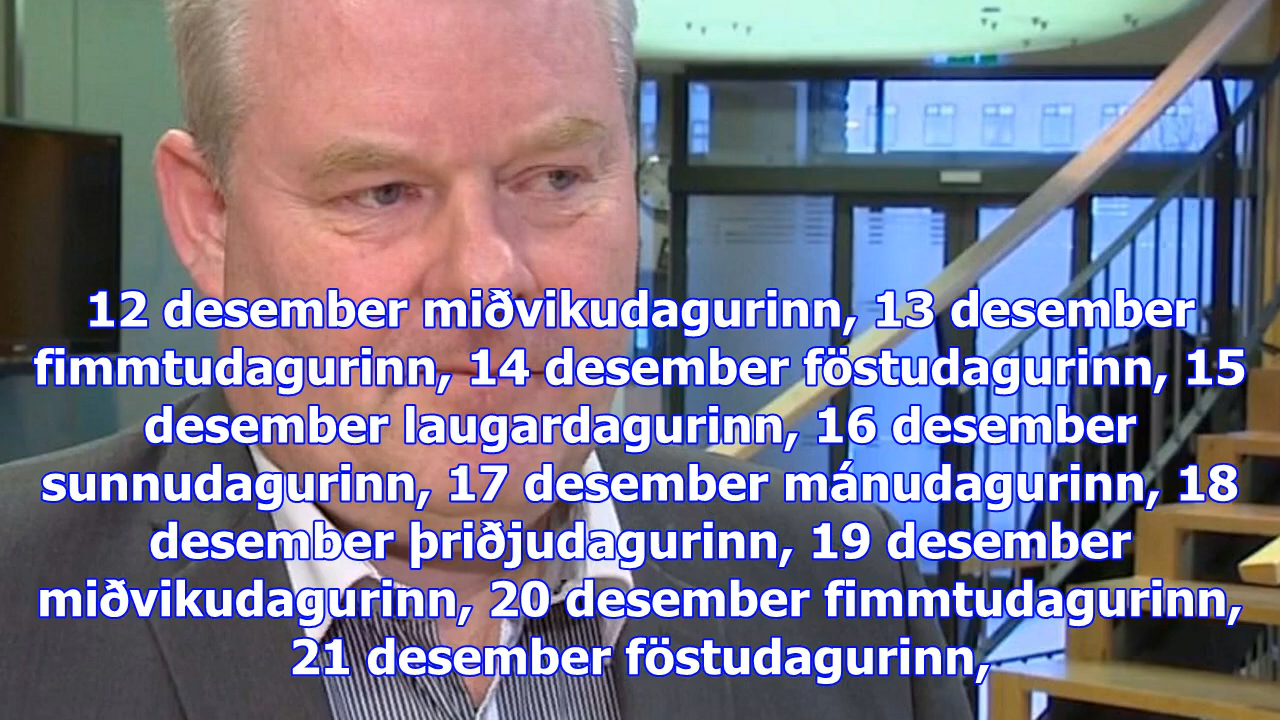 12 desember miðvikudagurinn, 13 desember
fimmtudagurinn, 14 desember föstudagurinn, 15
desember laugardagurinn, 16 desember
sunnudagurinn, 17 desember mánudagurinn, 18
desember þriðjudagurinn, 19 desember
miðvikudagurinn, 20 desember fimmtudagurinn,
21 desember föstudagurinn,